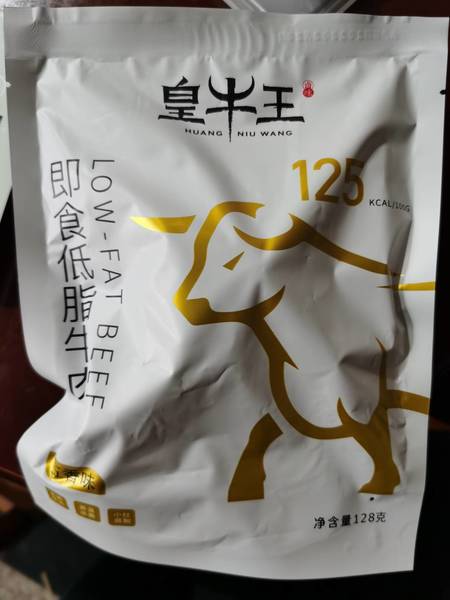 皇牛王
HUANG NIU WANG
125
KCAL/100G
即食低脂牛肉
LOW-FAT BEEF
净含量128克